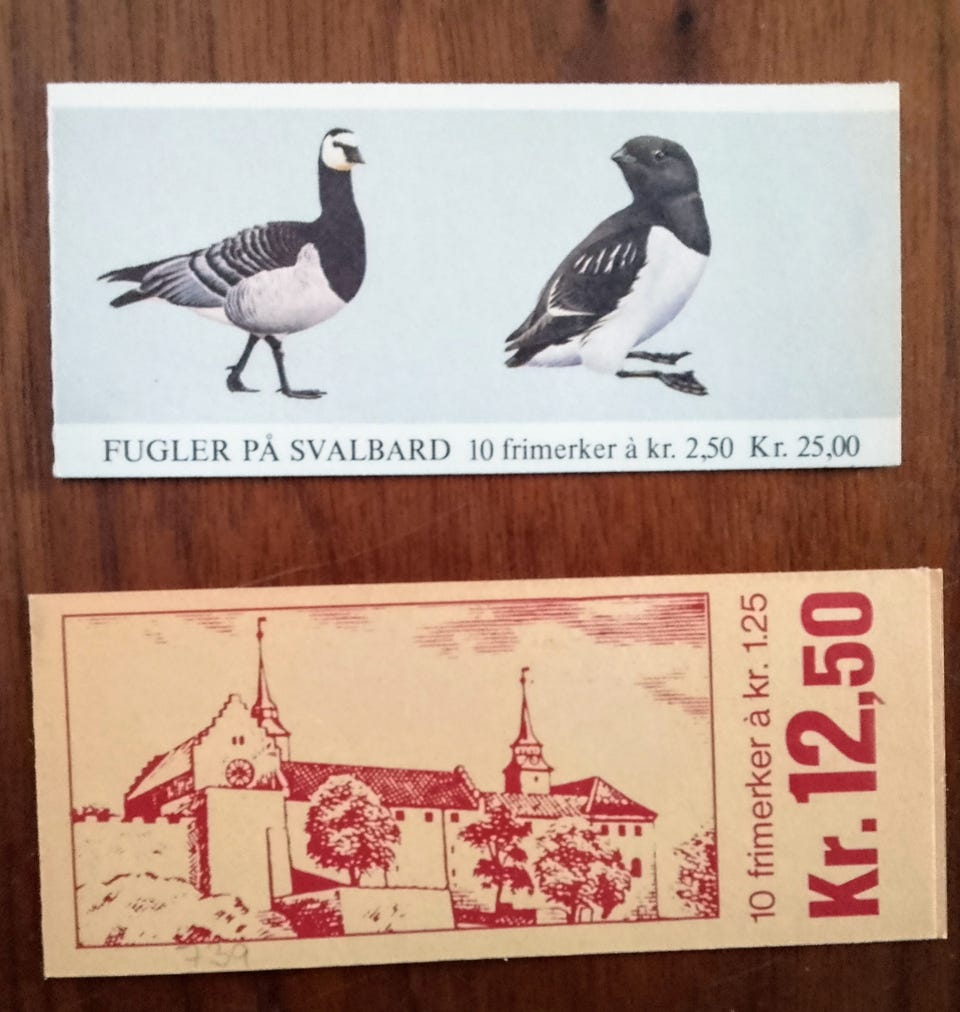 FUGLER PÅ SVALBARD 10 frimerker à kr. 2,50 Kr. 25,00
10 frimerker à kr. 1.25
Kr. 12,50